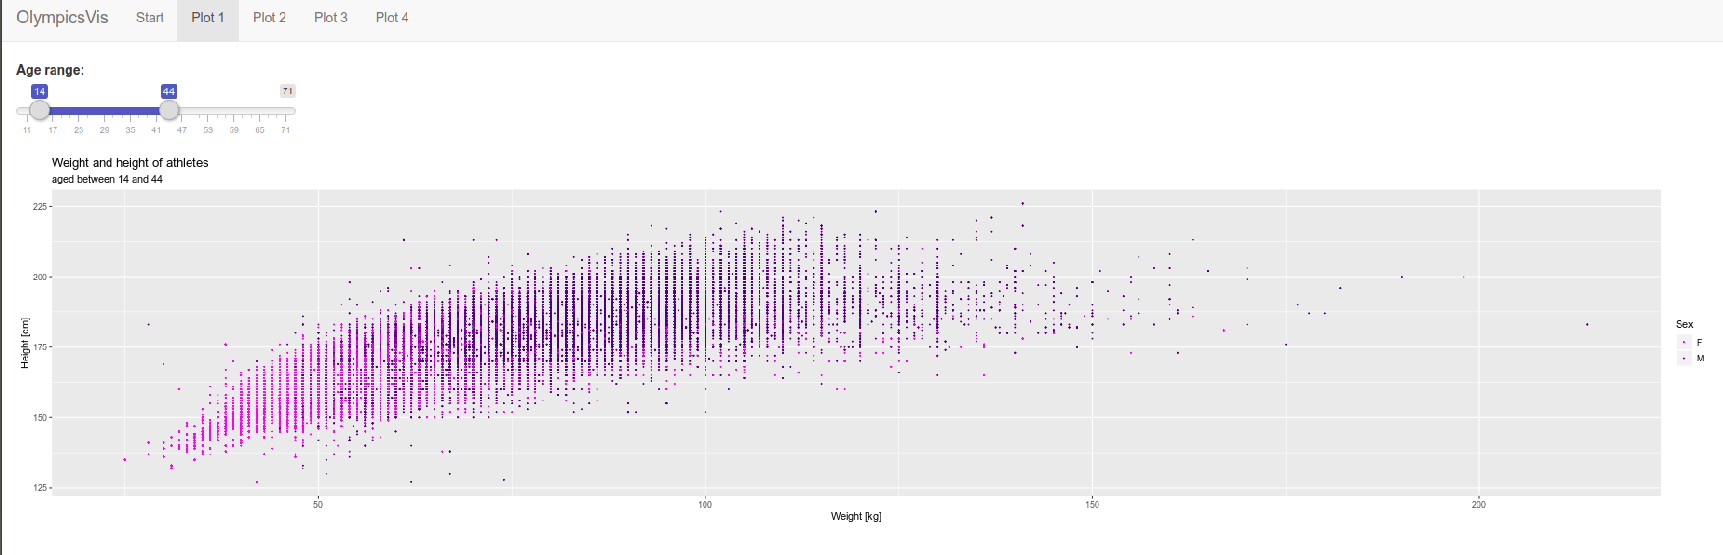 OlympicsVis Start Plot 1 Plot 2 Plot 3 Plot 4
Age range:
14 44 71
11 17 23 29 35 41 47 53 59 65 71
Weight and height of athletes
aged between 14 and 44
225
200
175
150
125
Height [cm]
50 100 150 200
Weight [kg]
Sex
F
M